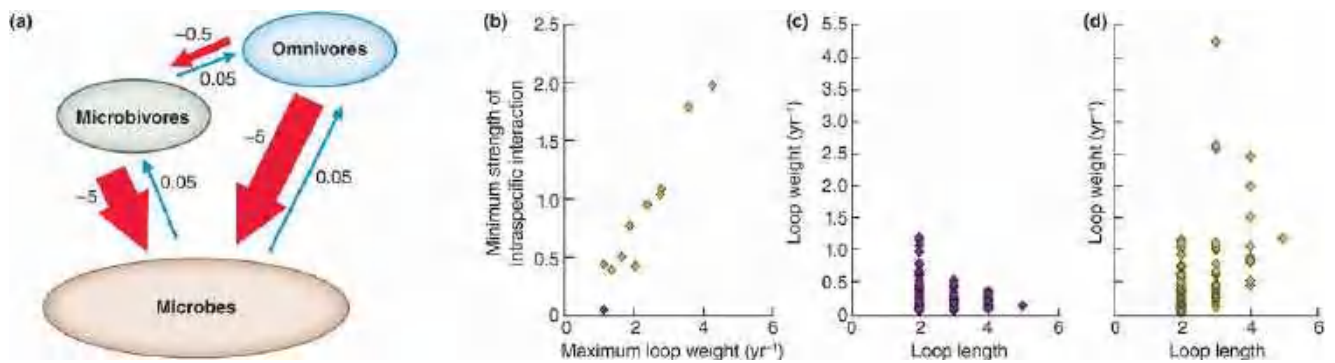 (a)
–0.5
Omnivores
0.05
Microbivores
–5
0.05
–5
0.05
Microbes
(b)
Minimum strength of
intraspecific interaction
2.5
2.0
1.5
1.0
0.5
0
0 2 4 6
Maximum loop weight (yr⁻¹)
(c)
Loop weight (yr⁻¹)
5.5
5.0
4.5
4.0
3.5
3.0
2.5
2.0
1.5
1.0
0.5
0
0 2 4 6
Loop length
(d)
Loop weight (yr⁻¹)
0 2 4 6
Loop length